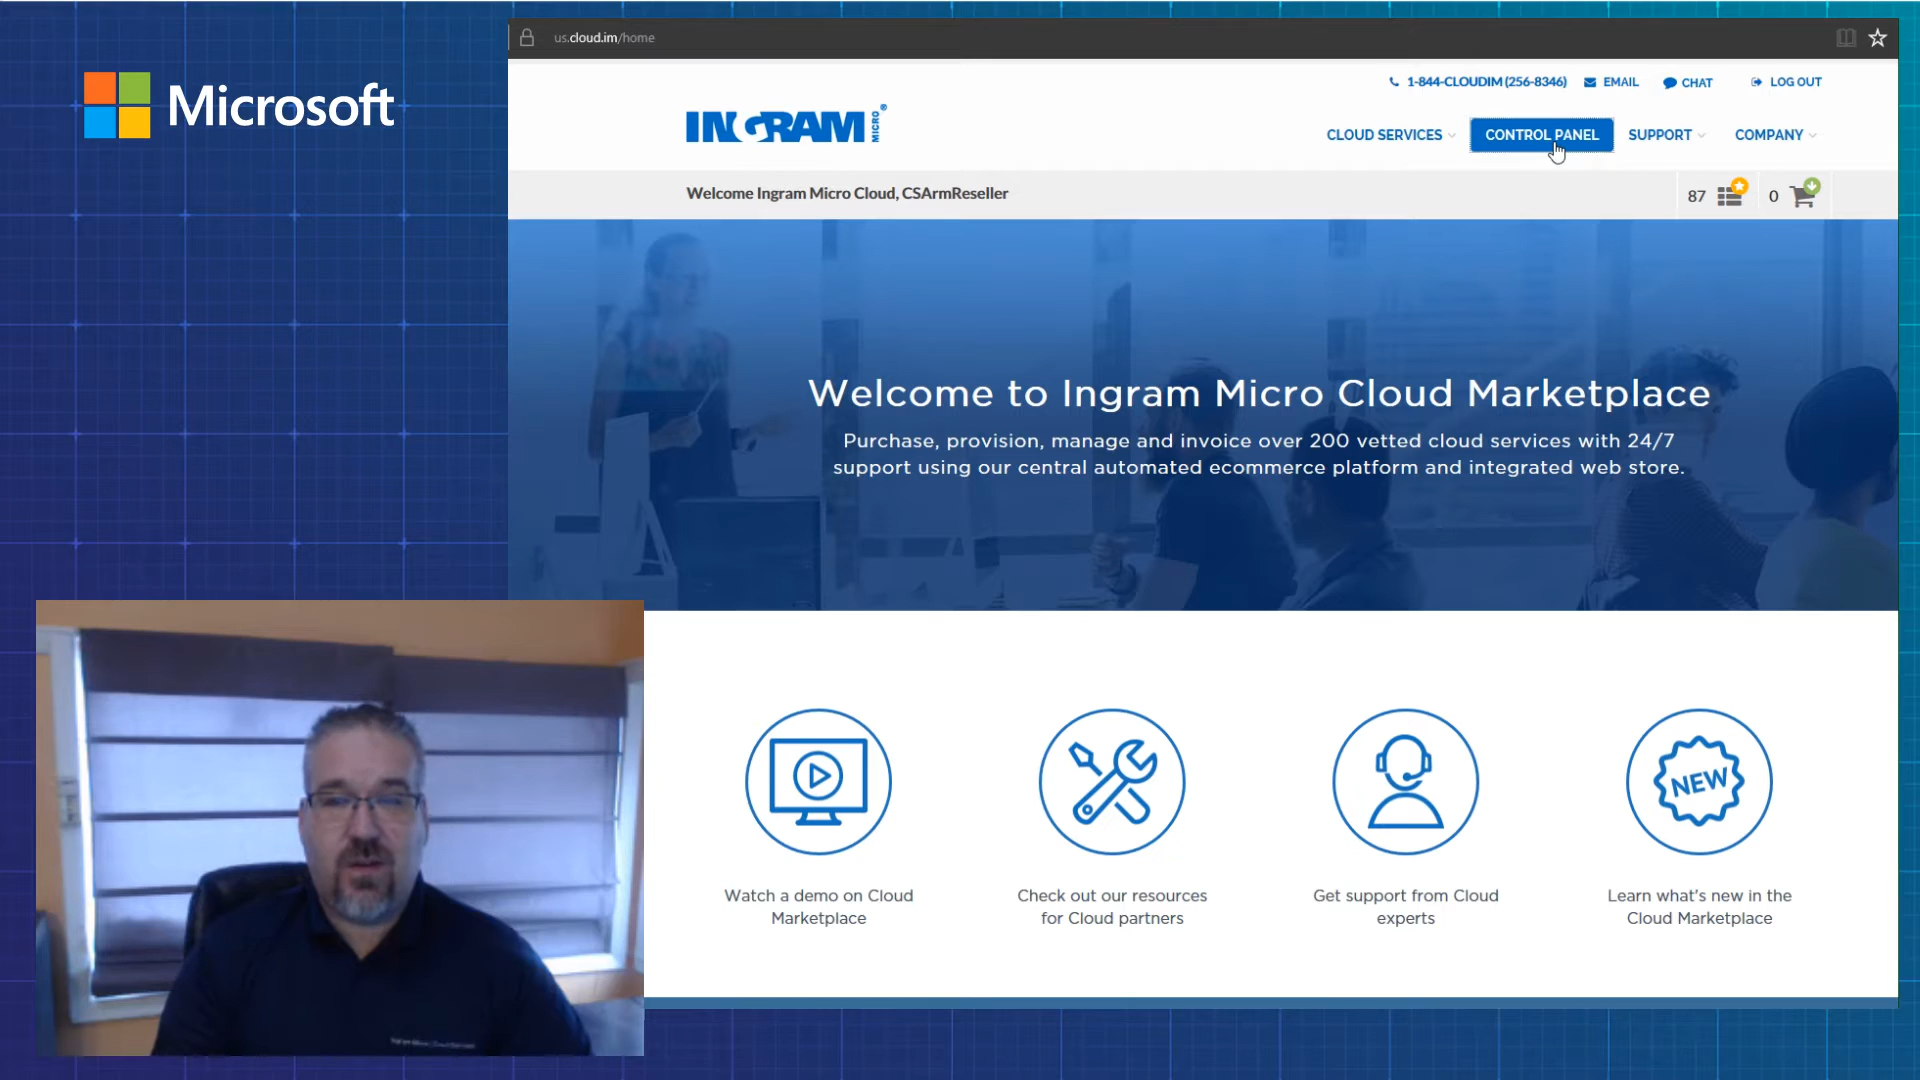 Microsoft
us.cloud.im/home
1-844-CLOUDIM (256-8346) EMAIL CHAT LOG OUT
INGRAM MICRO®
CLOUD SERVICES CONTROL PANEL SUPPORT COMPANY
Welcome Ingram Micro Cloud, CSArmReseller
87 0
Welcome to Ingram Micro Cloud Marketplace
Purchase, provision, manage and invoice over 200 vetted cloud services with 24/7
support using our central automated ecommerce platform and integrated web store.
NEW
Watch a demo on Cloud
Marketplace
Check out our resources
for Cloud partners
Get support from Cloud
experts
Learn what's new in the
Cloud Marketplace